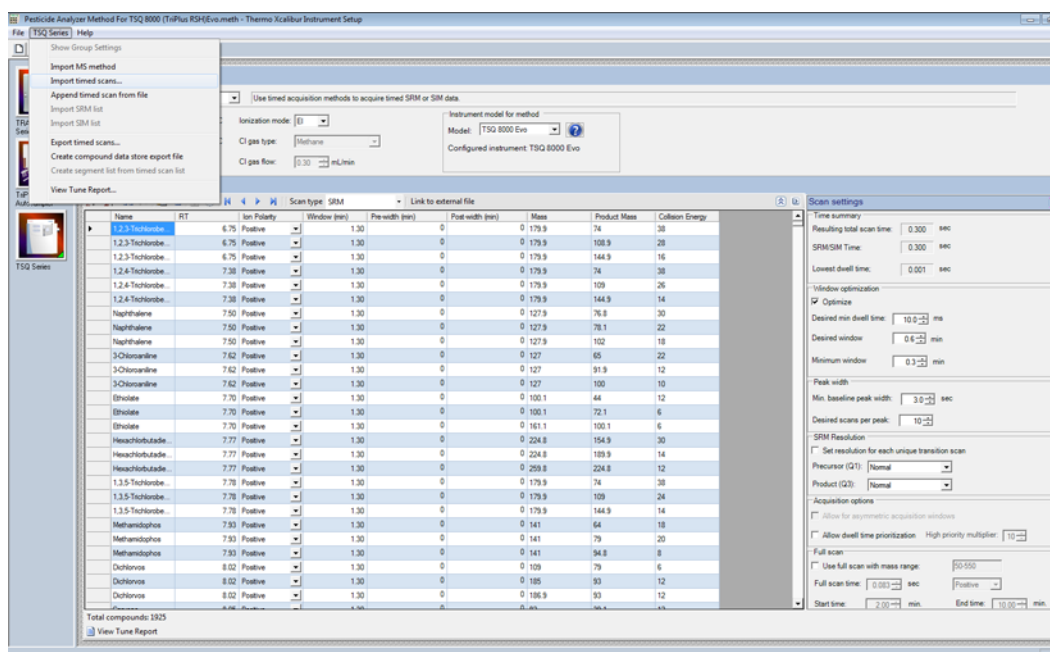 Pesticide Analyzer Method For TSQ 8000 (TriPlus RSH)Evo.meth - Thermo Xcalibur Instrument Setup
File TSQ Series Help
Show Group Settings
Import MS method
Import timed scans...
Append timed scan from file
Import SRM list
Import SIM list
Export timed scans...
Create compound data store export file
Create segment list from timed scan list
View Tune Report...
Use timed acquisition methods to acquire timed SRM or SIM data.
Ionization mode: EI
CI gas type: Methane
CI gas flow: 0.30 mL/min
Instrument model for method
Model: TSQ 8000 Evo
Configured instrument: TSQ 8000 Evo
TSQ Series
Scan type SRM Link to external file
Name RT Ion Polarity Window (min) Pre-width (min) Post-width (min) Mass Product Mass Collision Energy
1,2,3-Trichlorobe... 6.75 Positive 1.30 0 0 179.9 74 38
1,2,3-Trichlorobe... 6.75 Positive 1.30 0 0 179.9 108.9 28
1,2,3-Trichlorobe... 6.75 Positive 1.30 0 0 179.9 144.9 16
1,2,4-Trichlorobe... 7.38 Positive 1.30 0 0 179.9 74 38
1,2,4-Trichlorobe... 7.38 Positive 1.30 0 0 179.9 109 26
1,2,4-Trichlorobe... 7.38 Positive 1.30 0 0 179.9 144.9 14
Naphthalene 7.50 Positive 1.30 0 0 127.9 76.8 30
Naphthalene 7.50 Positive 1.30 0 0 127.9 78.1 22
Naphthalene 7.50 Positive 1.30 0 0 127.9 102 18
3-Chloroaniline 7.62 Positive 1.30 0 0 127 65 22
3-Chloroaniline 7.62 Positive 1.30 0 0 127 91.9 12
3-Chloroaniline 7.62 Positive 1.30 0 0 127 100 10
Ethiolate 7.70 Positive 1.30 0 0 100.1 44 12
Ethiolate 7.70 Positive 1.30 0 0 100.1 72.1 6
Ethiolate 7.70 Positive 1.30 0 0 161.1 100.1 6
Hexachlorbutadie... 7.77 Positive 1.30 0 0 224.8 154.9 30
Hexachlorbutadie... 7.77 Positive 1.30 0 0 224.8 189.9 14
Hexachlorbutadie... 7.77 Positive 1.30 0 0 259.8 224.8 12
1,3,5-Trichlorobe... 7.78 Positive 1.30 0 0 179.9 74 38
1,3,5-Trichlorobe... 7.78 Positive 1.30 0 0 179.9 109 24
1,3,5-Trichlorobe... 7.78 Positive 1.30 0 0 179.9 144.9 14
Methamidophos 7.93 Positive 1.30 0 0 141 64 18
Methamidophos 7.93 Positive 1.30 0 0 141 79 20
Methamidophos 7.93 Positive 1.30 0 0 141 94.8 8
Dichlorvos 8.02 Positive 1.30 0 0 109 79 6
Dichlorvos 8.02 Positive 1.30 0 0 185 93 12
Dichlorvos 8.02 Positive 1.30 0 0 186.9 93 12
Total compounds: 1925
View Tune Report
Scan settings
Time summary
Resulting total scan time: 0.300 sec
SRM/SIM Time: 0.300 sec
Lowest dwell time: 0.001 sec
Window optimization
Optimize
Desired min dwell time: 10.0 ms
Desired window 0.6 min
Minimum window 0.3 min
Peak width
Min. baseline peak width: 3.0 sec
Desired scans per peak: 10
SRM Resolution
Set resolution for each unique transition scan
Precursor (Q1): Normal
Product (Q3): Normal
Acquisition options
Allow for asymmetric acquisition windows
Allow dwell time prioritization High priority multiplier: 10
Full scan
Use full scan with mass range: 50-550
Full scan time: 0.083 sec Positive
Start time: 2.00 min. End time: 10.00 min.